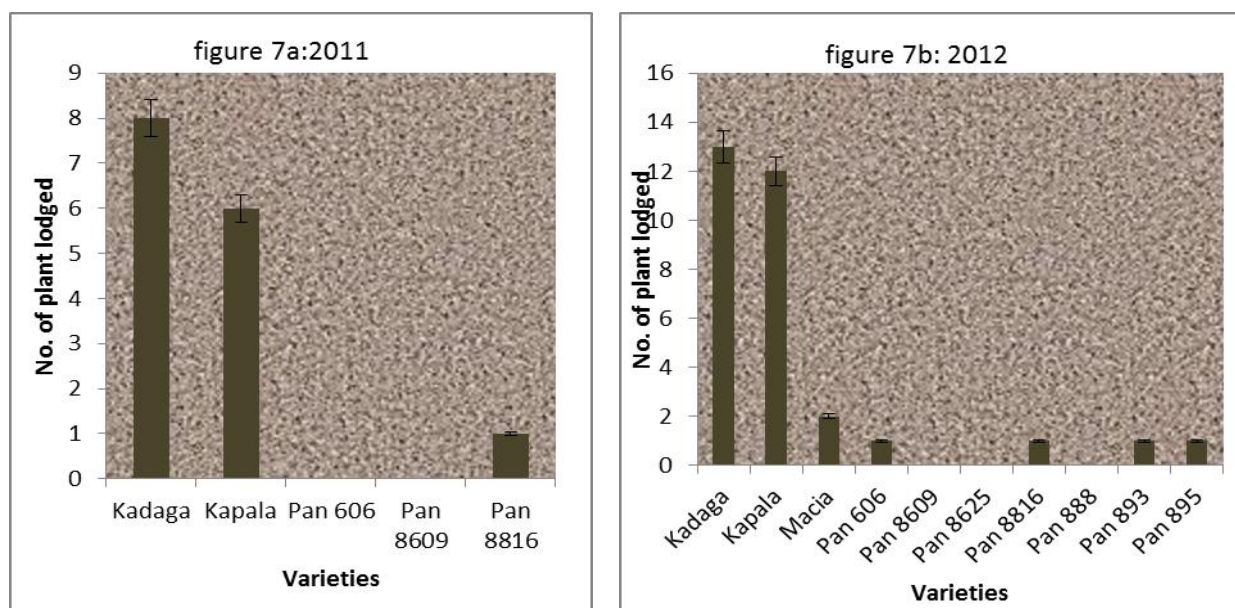 figure 7a:2011
No. of plant lodged
9
8
7
6
5
4
3
2
1
0
Kadaga Kapala Pan 606 Pan 8609 Pan 8816
Varieties
figure 7b: 2012
No. of plant lodged
16
14
12
10
8
6
4
2
0
Kadaga
Kapala
Macia
Pan 606
Pan 8609
Pan 8625
Pan 8816
Pan 888
Pan 893
Pan 895
Varieties